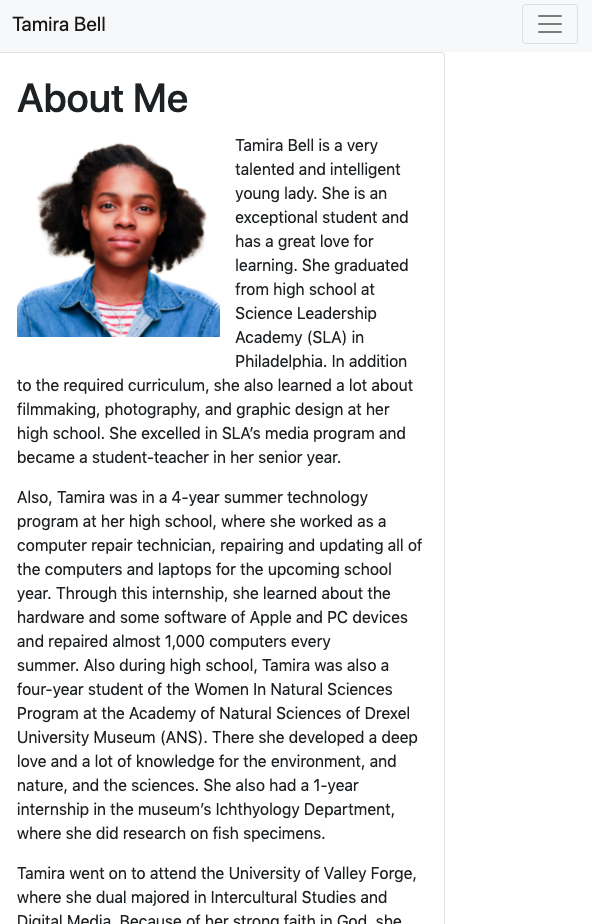 Tamira Bell
About Me
Tamira Bell is a very
talented and intelligent
young lady. She is an
exceptional student and
has a great love for
learning. She graduated
from high school at
Science Leadership
Academy (SLA) in
Philadelphia. In addition
to the required curriculum, she also learned a lot about
filmmaking, photography, and graphic design at her
high school. She excelled in SLA’s media program and
became a student-teacher in her senior year.
Also, Tamira was in a 4-year summer technology
program at her high school, where she worked as a
computer repair technician, repairing and updating all of
the computers and laptops for the upcoming school
year. Through this internship, she learned about the
hardware and some software of Apple and PC devices
and repaired almost 1,000 computers every
summer. Also during high school, Tamira was also a
four-year student of the Women In Natural Sciences
Program at the Academy of Natural Sciences of Drexel
University Museum (ANS). There she developed a deep
love and a lot of knowledge for the environment, and
nature, and the sciences. She also had a 1-year
internship in the museum’s Ichthyology Department,
where she did research on fish specimens.
Tamira went on to attend the University of Valley Forge,
where she dual majored in Intercultural Studies and
Digital Media. Because of her strong faith in God, she